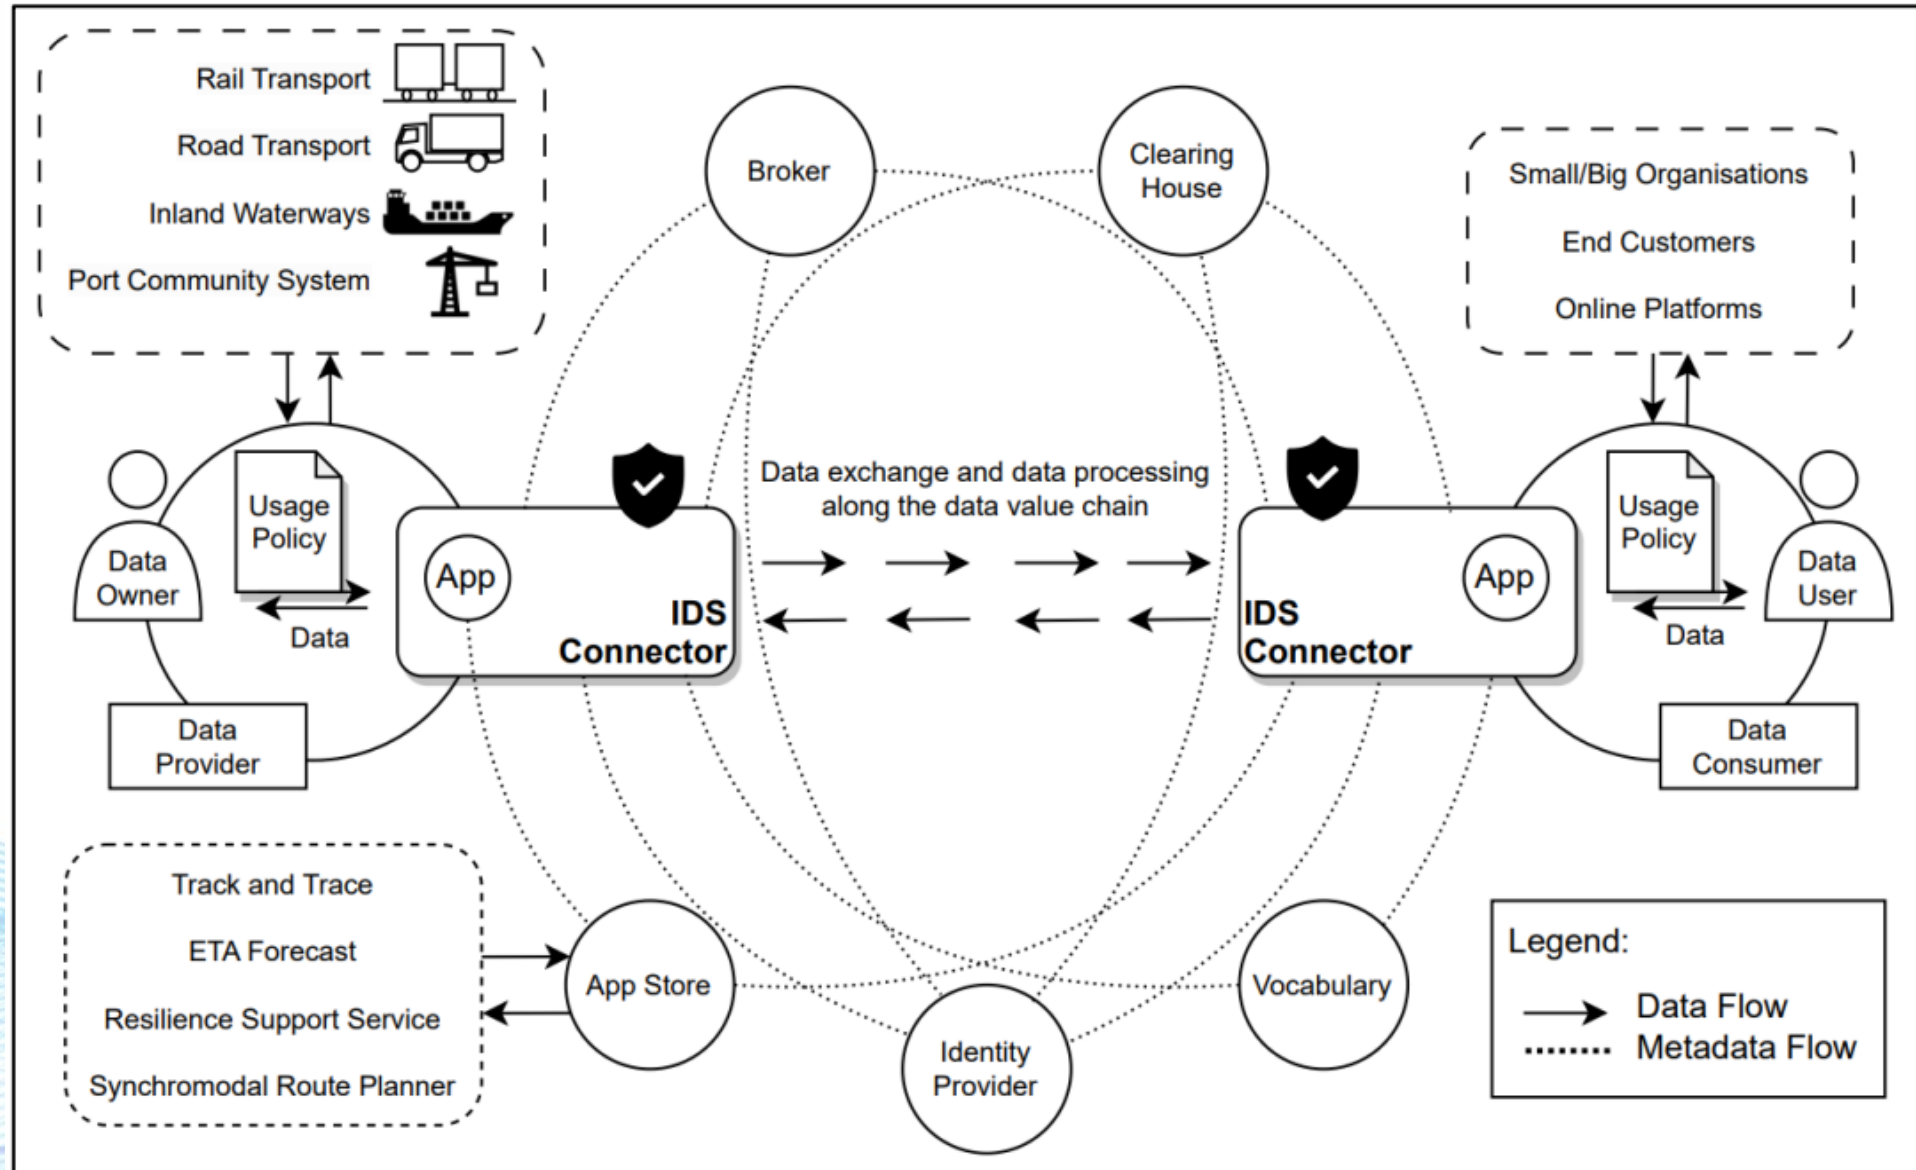 Rail Transport
Road Transport
Inland Waterways
Port Community System
Broker
Clearing
House
Small/Big Organisations
End Customers
Online Platforms
Usage
Policy
Data
Owner
Data
Data
Provider
App
IDS
Connector
Data exchange and data processing
along the data value chain
IDS
Connector
App
Usage
Policy
Data
User
Data
Data
Consumer
Track and Trace
ETA Forecast
Resilience Support Service
Synchromodal Route Planner
App Store
Identity
Provider
Vocabulary
Legend:
Data Flow
Metadata Flow